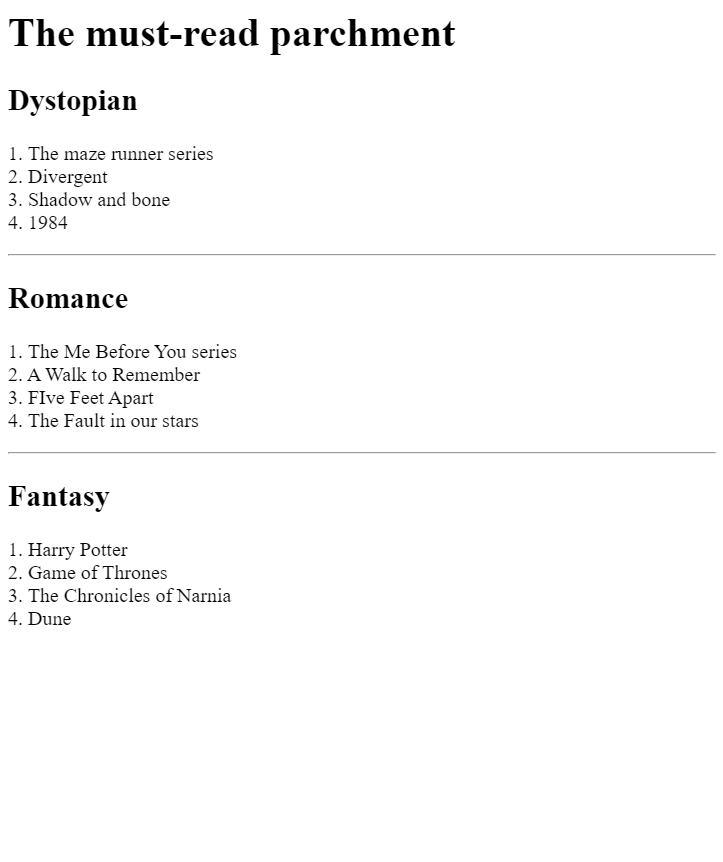 The must-read parchment
Dystopian
1. The maze runner series
2. Divergent
3. Shadow and bone
4. 1984
Romance
1. The Me Before You series
2. A Walk to Remember
3. FIve Feet Apart
4. The Fault in our stars
Fantasy
1. Harry Potter
2. Game of Thrones
3. The Chronicles of Narnia
4. Dune